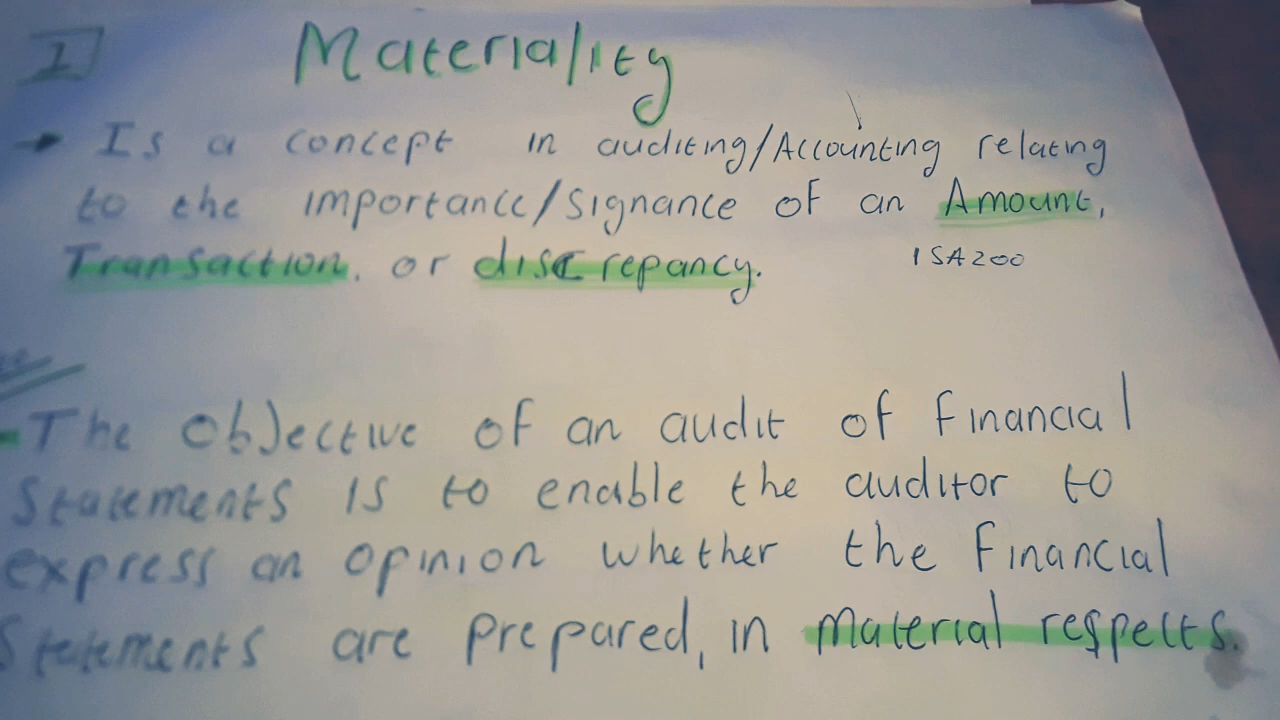 1 Materiality
→ Is a concept in auditing/Accounting relating
to the importance/Signance of an Amount,
Transaction, or discrepancy.
ISA200
- The objective of an audit of financial
Statements is to enable the auditor to
express an opinion whether the financial
Statements are prepared, in material respects.